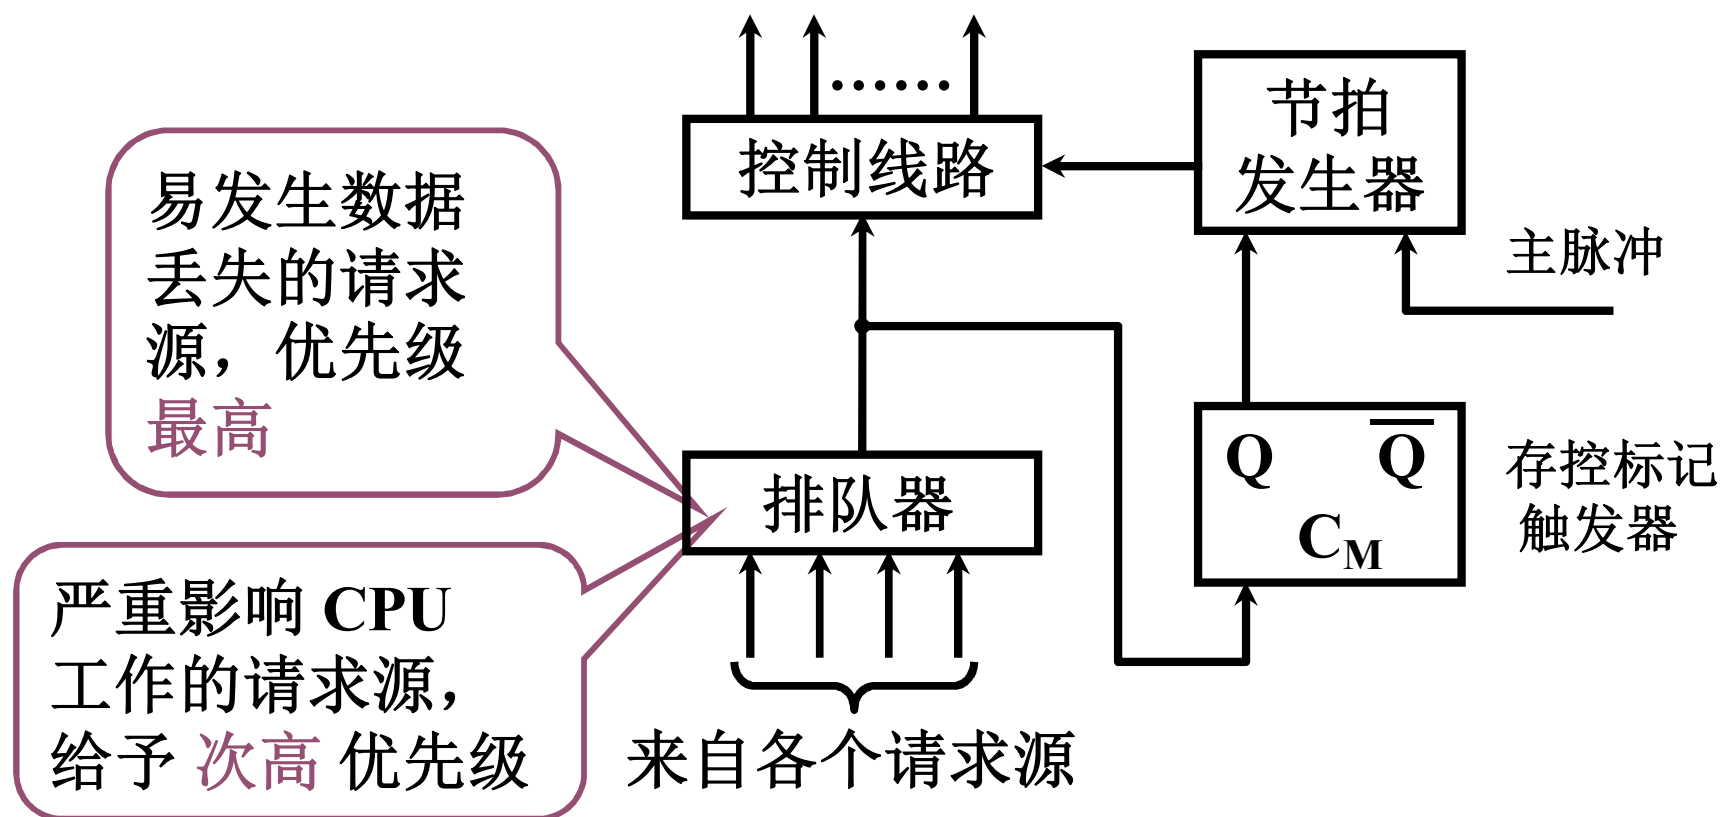 控制线路
节拍
发生器
主脉冲
易发生数据
丢失的请求
源，优先级
最高
排队器
Q Q̅
C_M
存控标记
触发器
严重影响 CPU
工作的请求源，
给予 次高 优先级
来自各个请求源